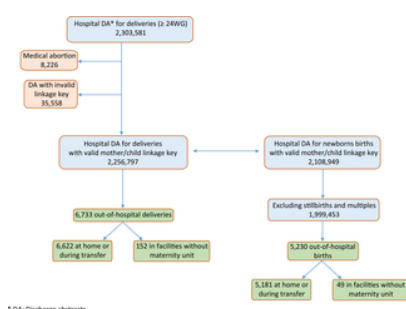 Hospital DA* for deliveries (≥ 24WG)
2,303,581
Medical abortion
8,226
DA with invalid
linkage key
35,558
Hospital DA for deliveries
with valid mother/child linkage key
2,256,797
Hospital DA for newborns births
with valid mother/child linkage key
2,108,949
6,733 out-of-hospital deliveries
Excluding stillbirths and multiples
1,999,453
6,622 at home or
during transfer
152 in facilities without
maternity unit
5,230 out-of-hospital
births
5,181 at home or
during transfer
49 in facilities without
maternity unit
* DA: Discharge abstracts